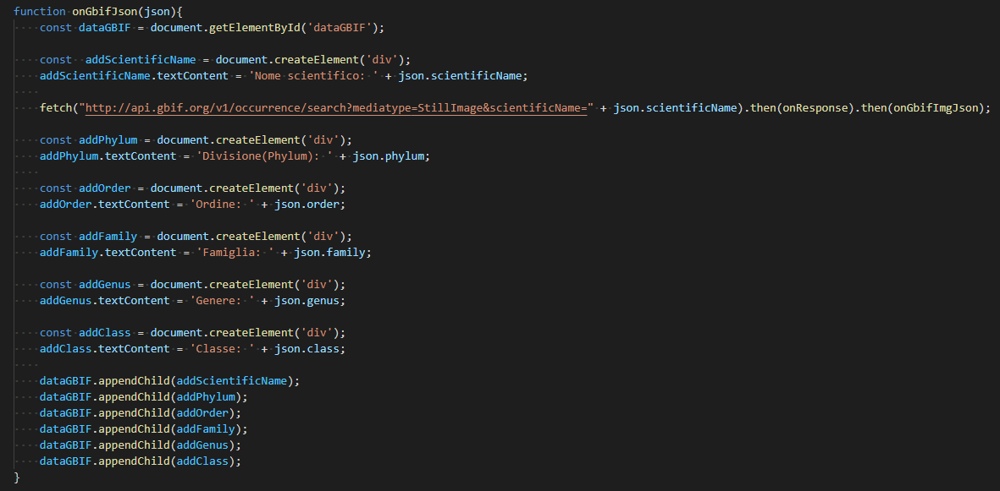 function onGbifJson(json){
    const dataGBIF = document.getElementById('dataGBIF');

    const  addScientificName = document.createElement('div');
    addScientificName.textContent = 'Nome scientifico: ' + json.scientificName;

    fetch("http://api.gbif.org/v1/occurrence/search?mediatype=StillImage&scientificName=" + json.scientificName).then(onResponse).then(onGbifImgJson);

    const addPhylum = document.createElement('div');
    addPhylum.textContent = 'Divisione(Phylum): ' + json.phylum;

    const addOrder = document.createElement('div');
    addOrder.textContent = 'Ordine: ' + json.order;

    const addFamily = document.createElement('div');
    addFamily.textContent = 'Famiglia: ' + json.family;

    const addGenus = document.createElement('div');
    addGenus.textContent = 'Genere: ' + json.genus;

    const addClass = document.createElement('div');
    addClass.textContent = 'Classe: ' + json.class;

    dataGBIF.appendChild(addScientificName);
    dataGBIF.appendChild(addPhylum);
    dataGBIF.appendChild(addOrder);
    dataGBIF.appendChild(addFamily);
    dataGBIF.appendChild(addGenus);
    dataGBIF.appendChild(addClass);
}